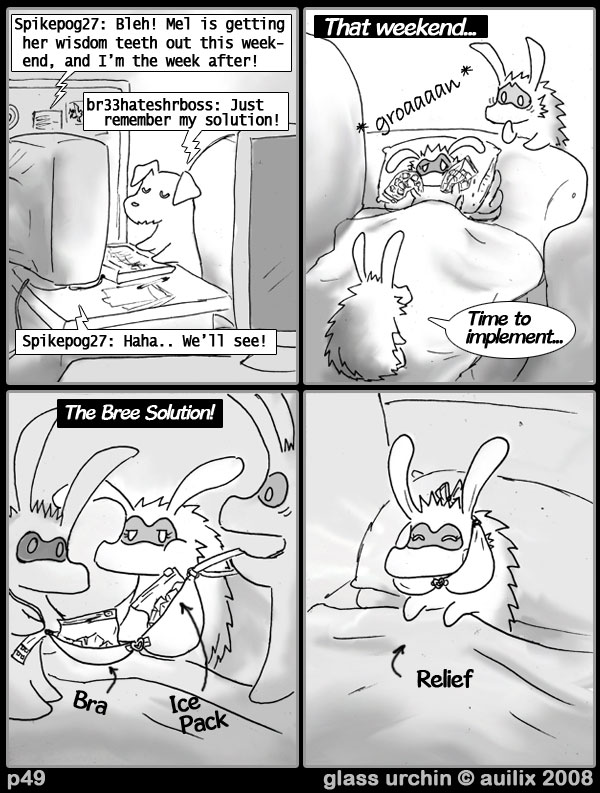 Spikepog27: Bleh! Mel is getting
her wisdom teeth out this week-
end, and I'm the week after!
br33hateshrboss: Just
remember my solution!
Spikepog27: Haha.. We'll see!
That weekend...
* groaaaan *
Time to
implement...
The Bree Solution!
Bra
Ice
Pack
Relief
p49
glass urchin © auilix 2008